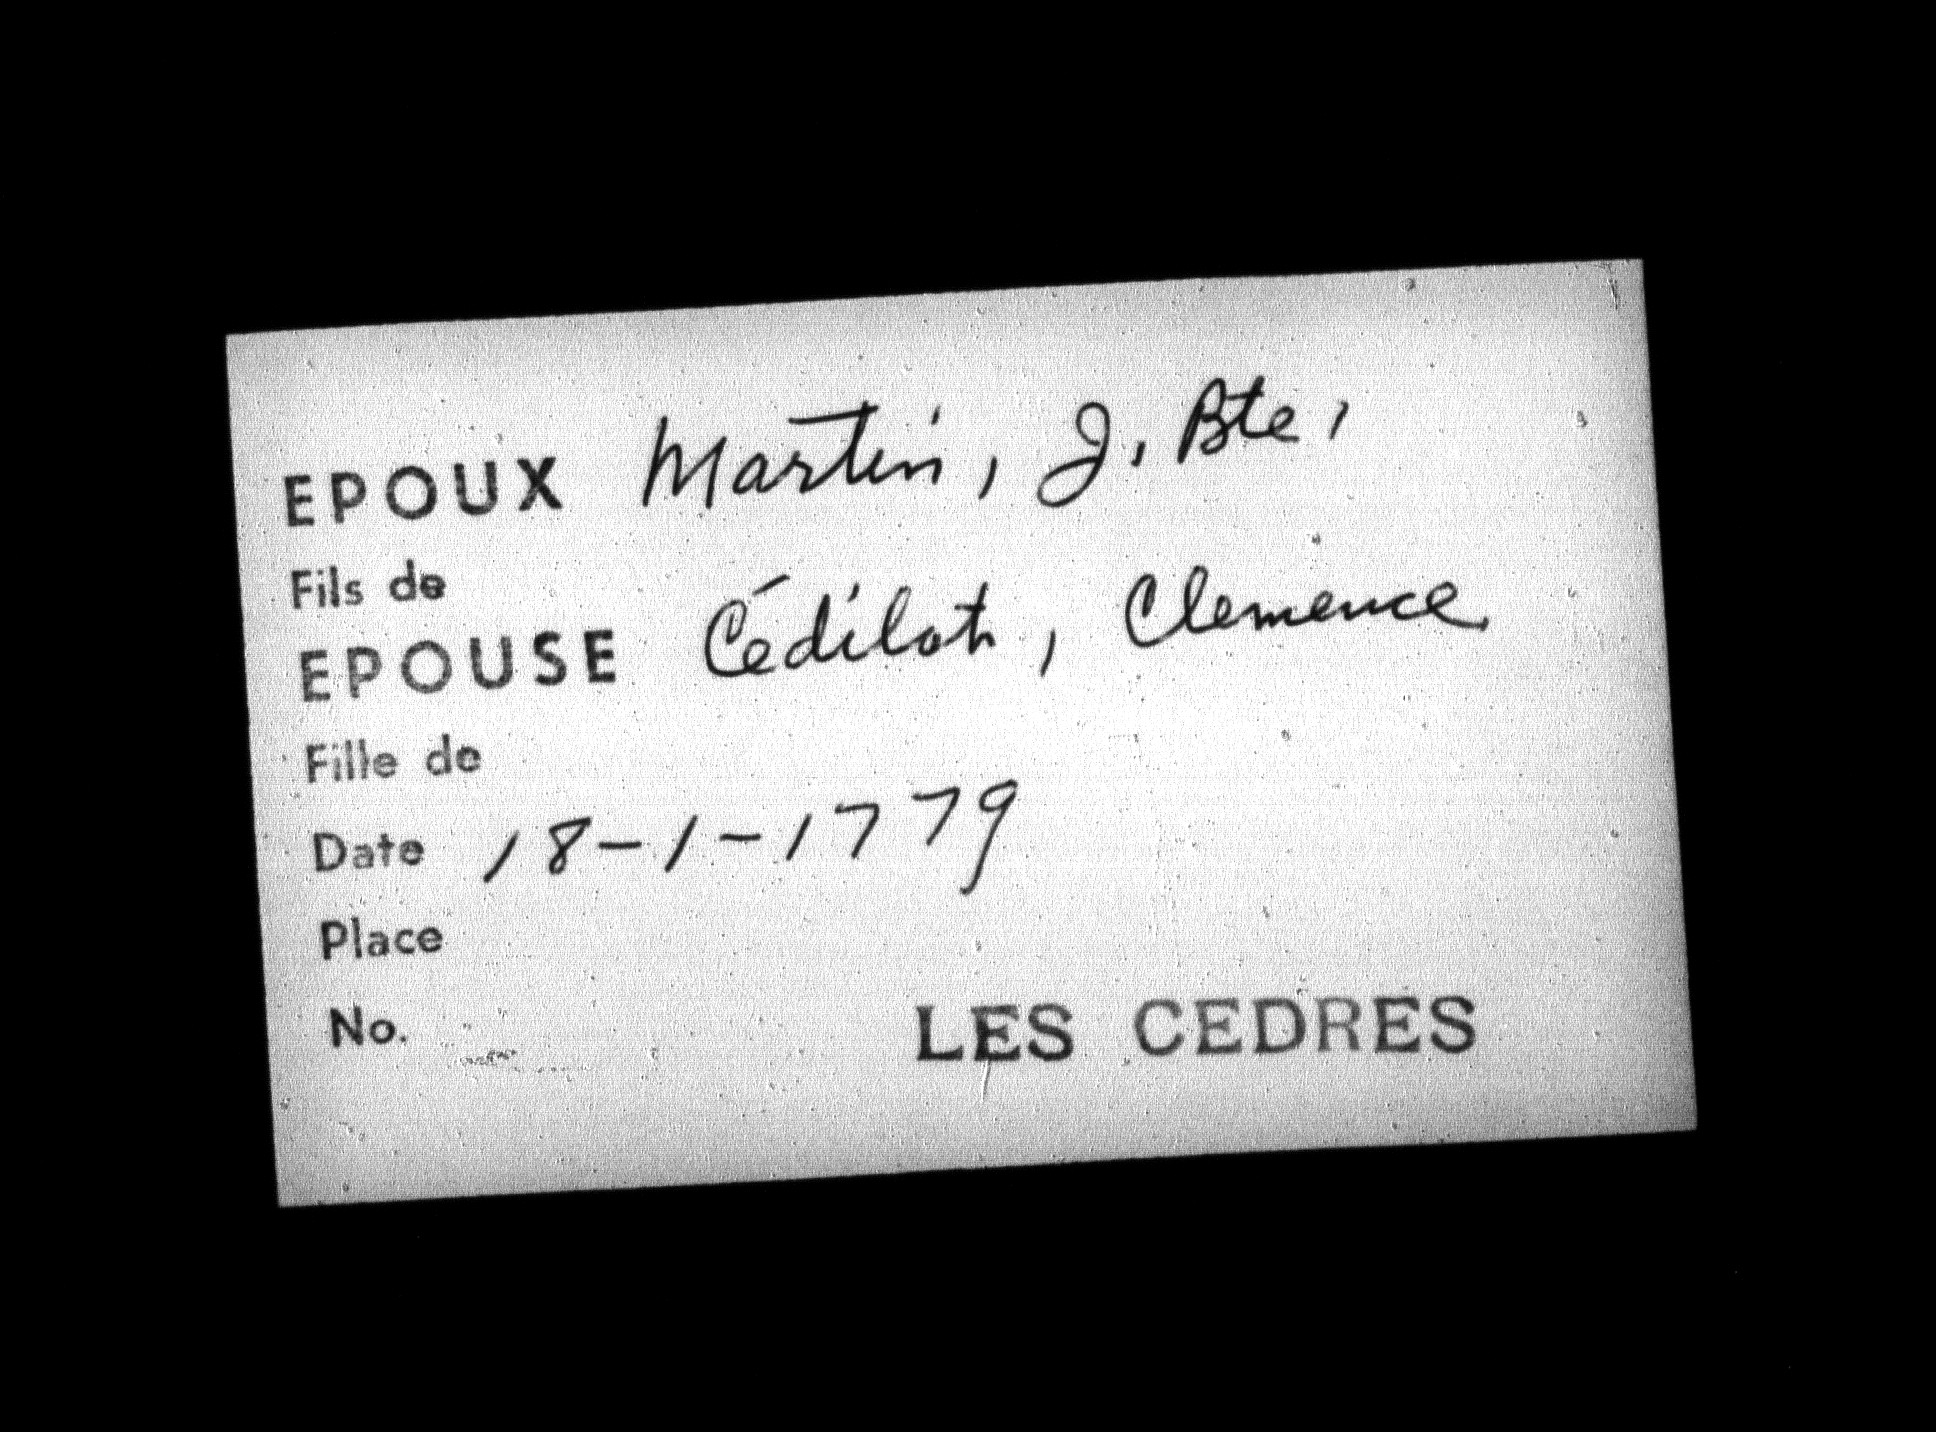 EPOUX Martin, J. Bte,
Fils de
EPOUSE Cédilot, Clemence
Fille de
Date 18-1-1779
Place
No.
LES CEDRES